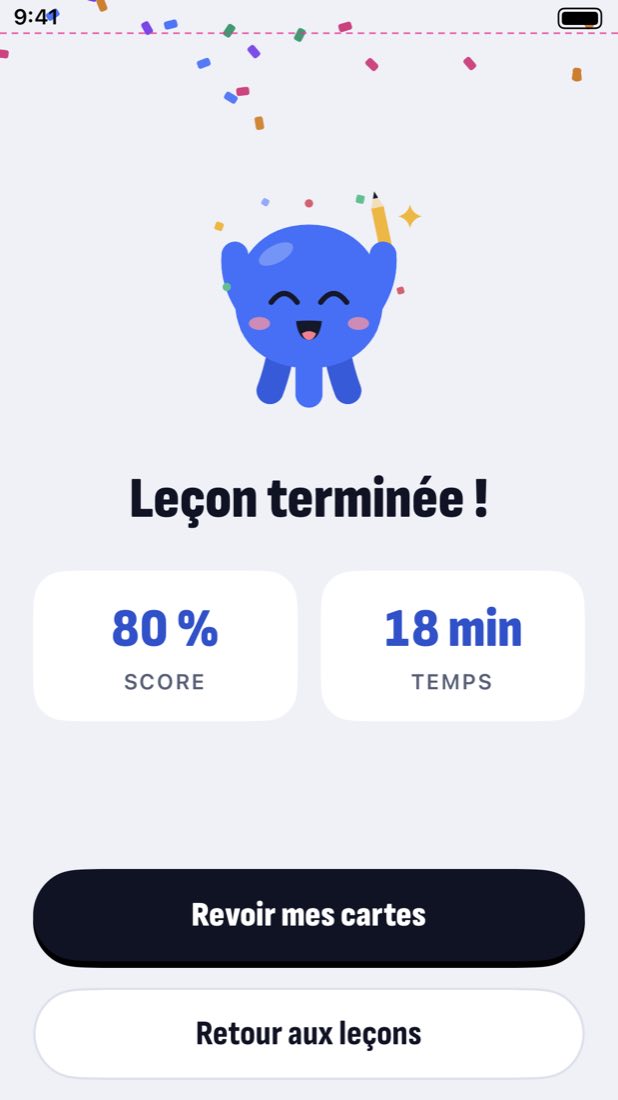 9:41
Leçon terminée !
80 %
SCORE
18 min
TEMPS
Revoir mes cartes
Retour aux leçons